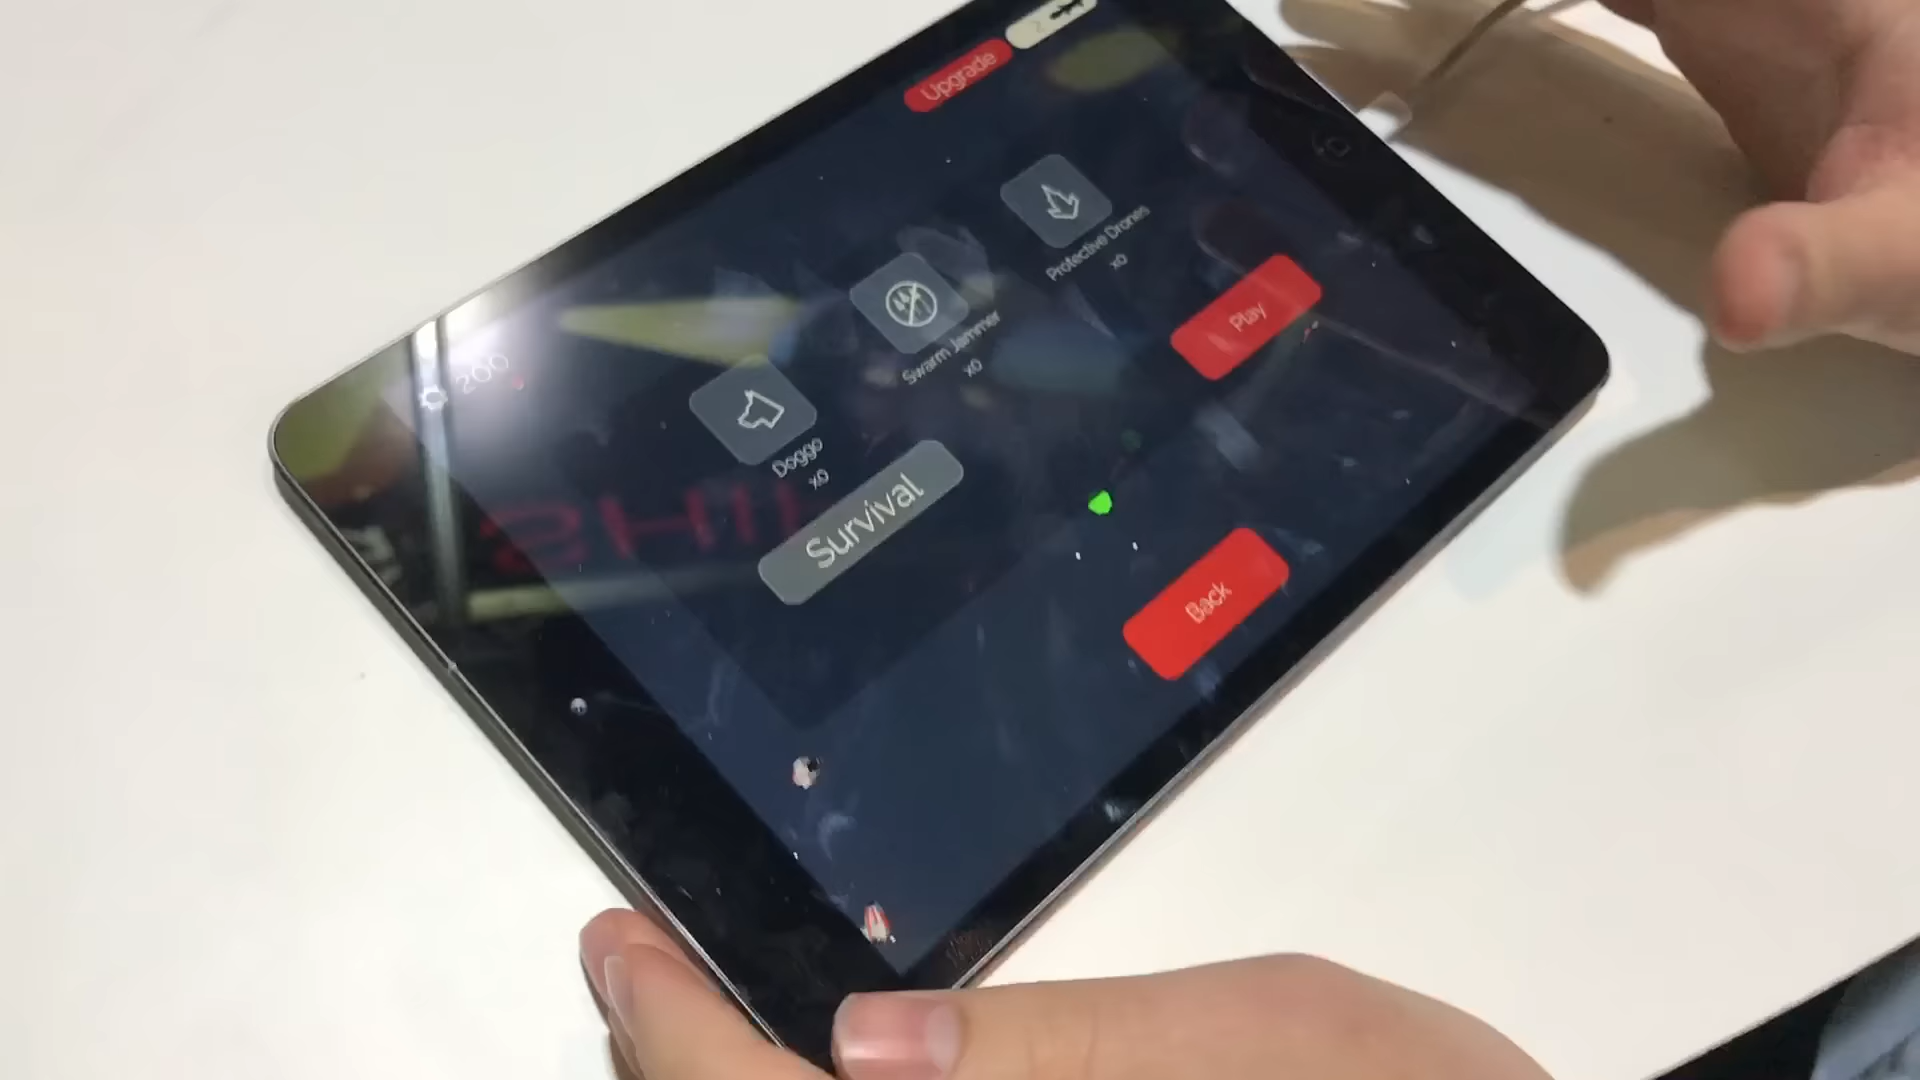 Upgrade
200
Doggo
x0
Swarm Jammer
x0
Protective Drones
x0
Survival
Play
Back